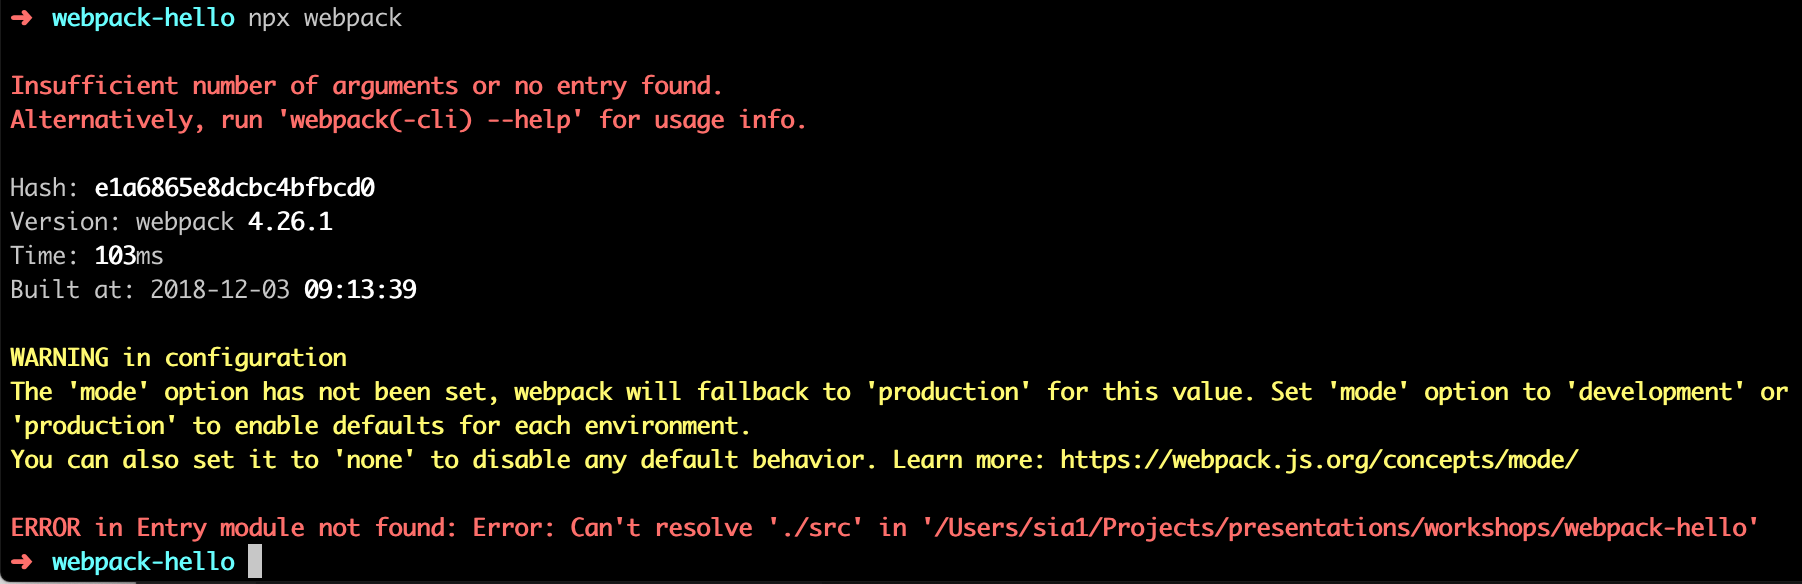 ➜ webpack-hello npx webpack
Insufficient number of arguments or no entry found.
Alternatively, run 'webpack(-cli) --help' for usage info.
Hash: e1a6865e8dcbc4bfbcd0
Version: webpack 4.26.1
Time: 103ms
Built at: 2018-12-03 09:13:39
WARNING in configuration
The 'mode' option has not been set, webpack will fallback to 'production' for this value. Set 'mode' option to 'development' or
'production' to enable defaults for each environment.
You can also set it to 'none' to disable any default behavior. Learn more: https://webpack.js.org/concepts/mode/
ERROR in Entry module not found: Error: Can't resolve './src' in '/Users/sia1/Projects/presentations/workshops/webpack-hello'
➜ webpack-hello